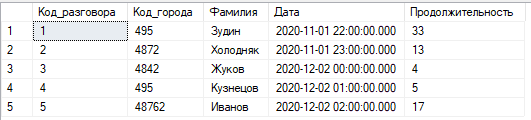 Код_разговора Код_города Фамилия Дата Продолжительность
1 1 495 Зудин 2020-11-01 22:00:00.000 33
2 2 4872 Холодняк 2020-11-01 23:00:00.000 13
3 3 4842 Жуков 2020-12-02 00:00:00.000 4
4 4 495 Кузнецов 2020-12-02 01:00:00.000 5
5 5 48762 Иванов 2020-12-02 02:00:00.000 17